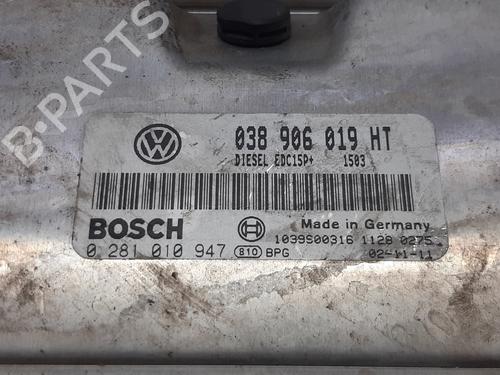 B-PARTS
038 906 019 HT
DIESEL EDC15P+ 1503
BOSCH
Made in Germany
1039S00316 1128 0275
0 281 010 947 810 BPG 02-11-11